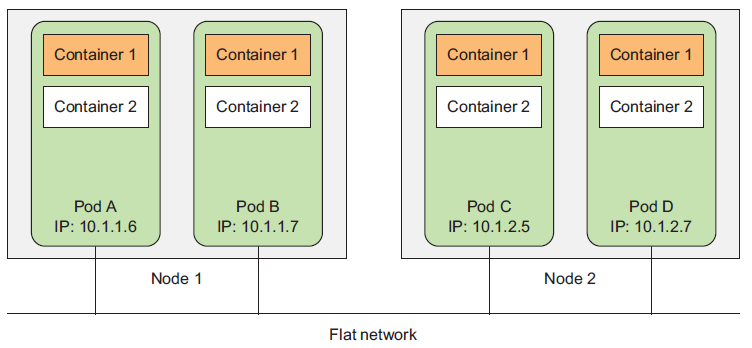 Container 1
Container 2
Pod A
IP: 10.1.1.6
Container 1
Container 2
Pod B
IP: 10.1.1.7
Node 1
Container 1
Container 2
Pod C
IP: 10.1.2.5
Container 1
Container 2
Pod D
IP: 10.1.2.7
Node 2
Flat network